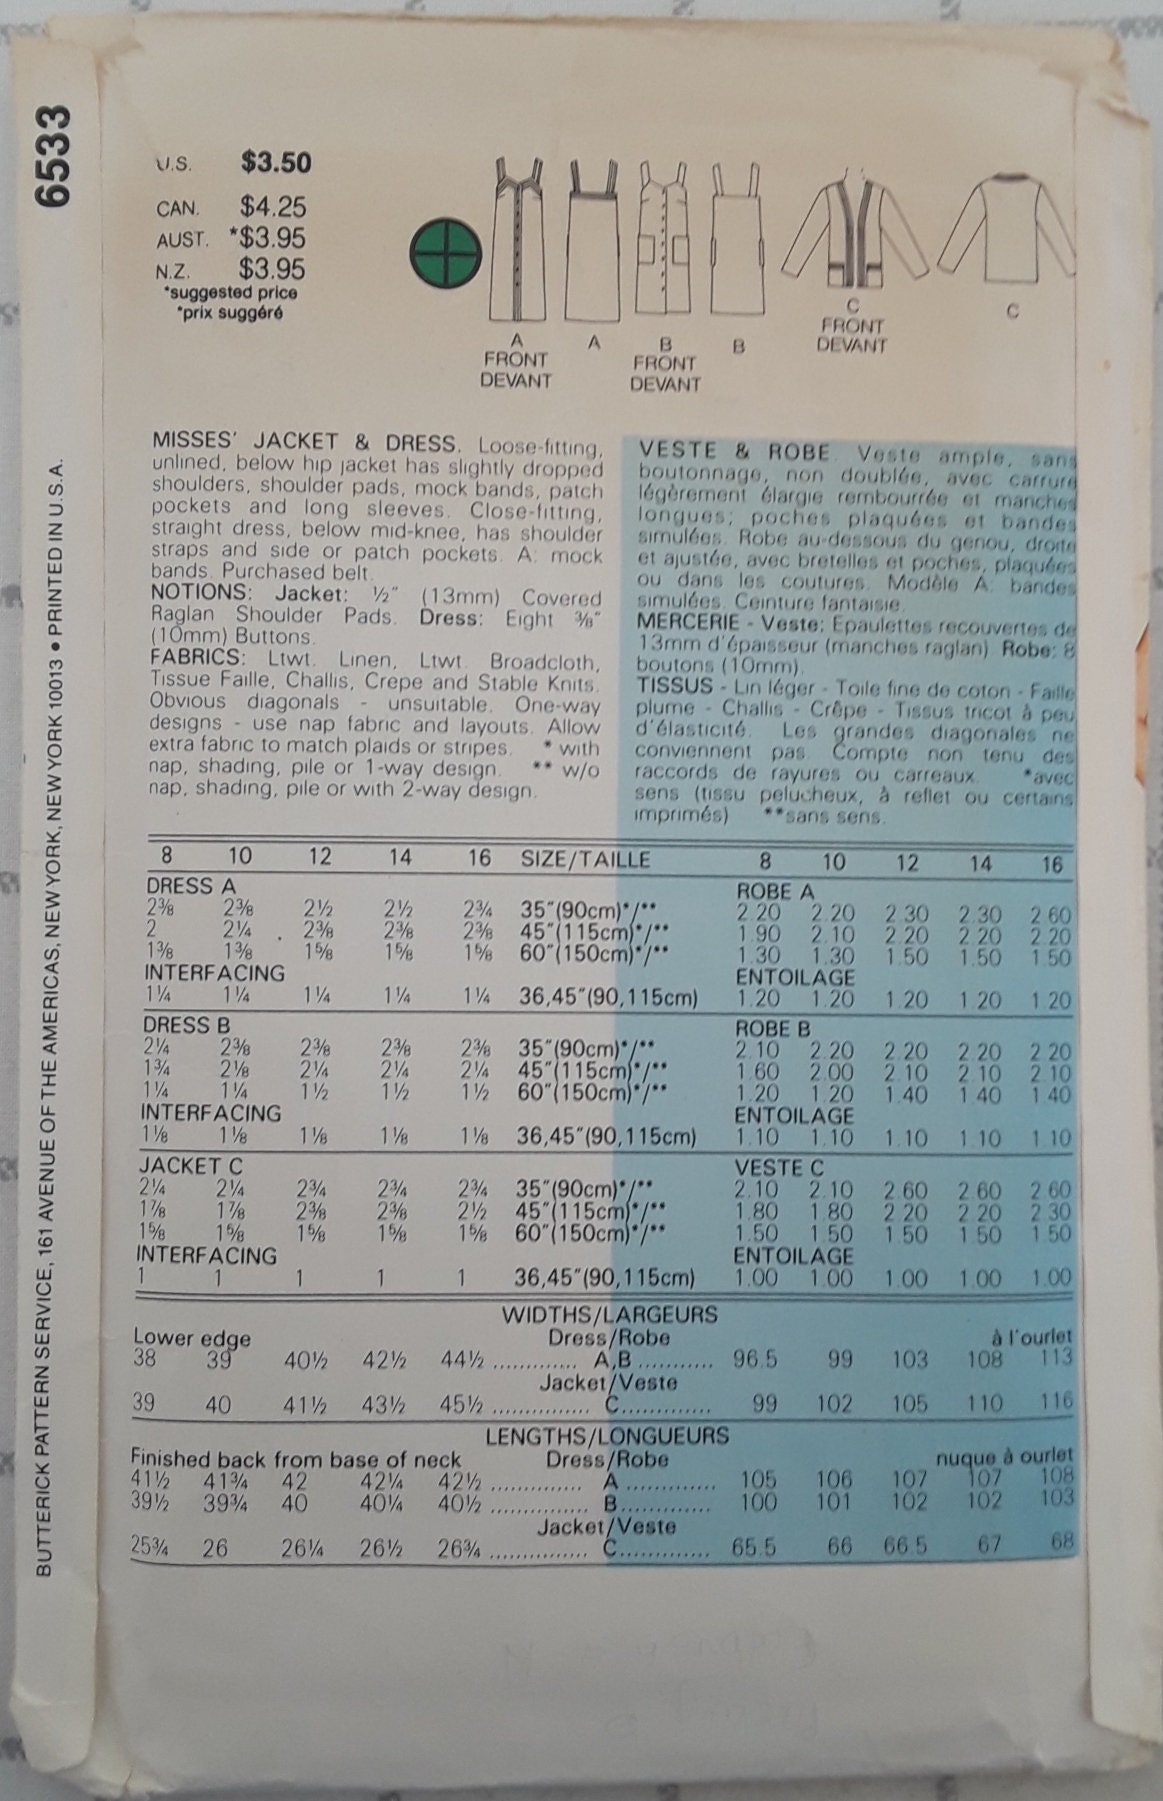 6533
BUTTERICK PATTERN SERVICE, 161 AVENUE OF THE AMERICAS, NEW YORK, NEW YORK 10013 • PRINTED IN U.S.A.
U.S. $3.50
CAN. $4.25
AUST. *$3.95
N.Z. $3.95
*suggested price
*prix suggéré
A
FRONT
DEVANT
A
B
FRONT
DEVANT
B
C
FRONT
DEVANT
C
MISSES' JACKET & DRESS. Loose-fitting,
unlined, below hip jacket has slightly dropped
shoulders, shoulder pads, mock bands, patch
pockets and long sleeves. Close-fitting,
straight dress, below mid-knee, has shoulder
straps and side or patch pockets. A: mock
bands. Purchased belt.
NOTIONS: Jacket: ½" (13mm) Covered
Raglan Shoulder Pads. Dress: Eight ⅜"
(10mm) Buttons.
FABRICS: Ltwt. Linen, Ltwt. Broadcloth,
Tissue Faille, Challis, Crepe and Stable Knits.
Obvious diagonals - unsuitable. One-way
designs - use nap fabric and layouts. Allow
extra fabric to match plaids or stripes. * with
nap, shading, pile or 1-way design. ** w/o
nap, shading, pile or with 2-way design.
VESTE & ROBE. Veste ample, sans
boutonnage, non doublée, avec carrure
légèrement élargie rembourrée et manches
longues; poches plaquées et bandes
simulées. Robe au-dessous du genou, droite
et ajustée, avec bretelles et poches, plaquées
ou dans les coutures. Modèle A: bandes
simulées. Ceinture fantaisie.
MERCERIE - Veste: Epaulettes recouvertes de
13mm d'épaisseur (manches raglan). Robe: 8
boutons (10mm).
TISSUS - Lin léger - Toile fine de coton - Faille
plume - Challis - Crêpe - Tissus tricot à peu
d'élasticité. Les grandes diagonales ne
conviennent pas. Compte non tenu des
raccords de rayures ou carreaux. *avec
sens (tissu pelucheux, à reflet ou certains
imprimés) **sans sens.
8 10 12 14 16 SIZE/TAILLE 8 10 12 14 16
DRESS A ROBE A
2⅜ 2⅜ 2½ 2½ 2¾ 35"(90cm)*/** 2.20 2.20 2.30 2.30 2.60
2 2¼ 2⅜ 2⅜ 2⅜ 45"(115cm)*/** 1.90 2.10 2.20 2.20 2.20
1⅜ 1⅜ 1⅝ 1⅝ 1⅝ 60"(150cm)*/** 1.30 1.30 1.50 1.50 1.50
INTERFACING ENTOILAGE
1¼ 1¼ 1¼ 1¼ 1¼ 36,45"(90,115cm) 1.20 1.20 1.20 1.20 1.20
DRESS B ROBE B
2¼ 2⅜ 2⅜ 2⅜ 2⅜ 35"(90cm)*/** 2.10 2.20 2.20 2.20 2.20
1¾ 2⅛ 2¼ 2¼ 2¼ 45"(115cm)*/** 1.60 2.00 2.10 2.10 2.10
1¼ 1¼ 1½ 1½ 1½ 60"(150cm)*/** 1.20 1.20 1.40 1.40 1.40
INTERFACING ENTOILAGE
1⅛ 1⅛ 1⅛ 1⅛ 1⅛ 36,45"(90,115cm) 1.10 1.10 1.10 1.10 1.10
JACKET C VESTE C
2¼ 2¼ 2¾ 2¾ 2¾ 35"(90cm)*/** 2.10 2.10 2.60 2.60 2.60
1⅞ 1⅞ 2⅜ 2⅜ 2½ 45"(115cm)*/** 1.80 1.80 2.20 2.20 2.30
1⅝ 1⅝ 1⅝ 1⅝ 1⅝ 60"(150cm)*/** 1.50 1.50 1.50 1.50 1.50
INTERFACING ENTOILAGE
1 1 1 1 1 36,45"(90,115cm) 1.00 1.00 1.00 1.00 1.00
WIDTHS/LARGEURS
Lower edge Dress/Robe à l'ourlet
38 39 40½ 42½ 44½ ............. A,B ........... 96.5 99 103 108 113
Jacket/Veste
39 40 41½ 43½ 45½ ............... C............. 99 102 105 110 116
LENGTHS/LONGUEURS
Finished back from base of neck Dress/Robe nuque à ourlet
41½ 41¾ 42 42¼ 42½ ............... A ............. 105 106 107 107 108
39½ 39¾ 40 40¼ 40½ ............... B............. 100 101 102 102 103
Jacket/Veste
25¾ 26 26¼ 26½ 26¾ ............... C............. 65.5 66 66.5 67 68